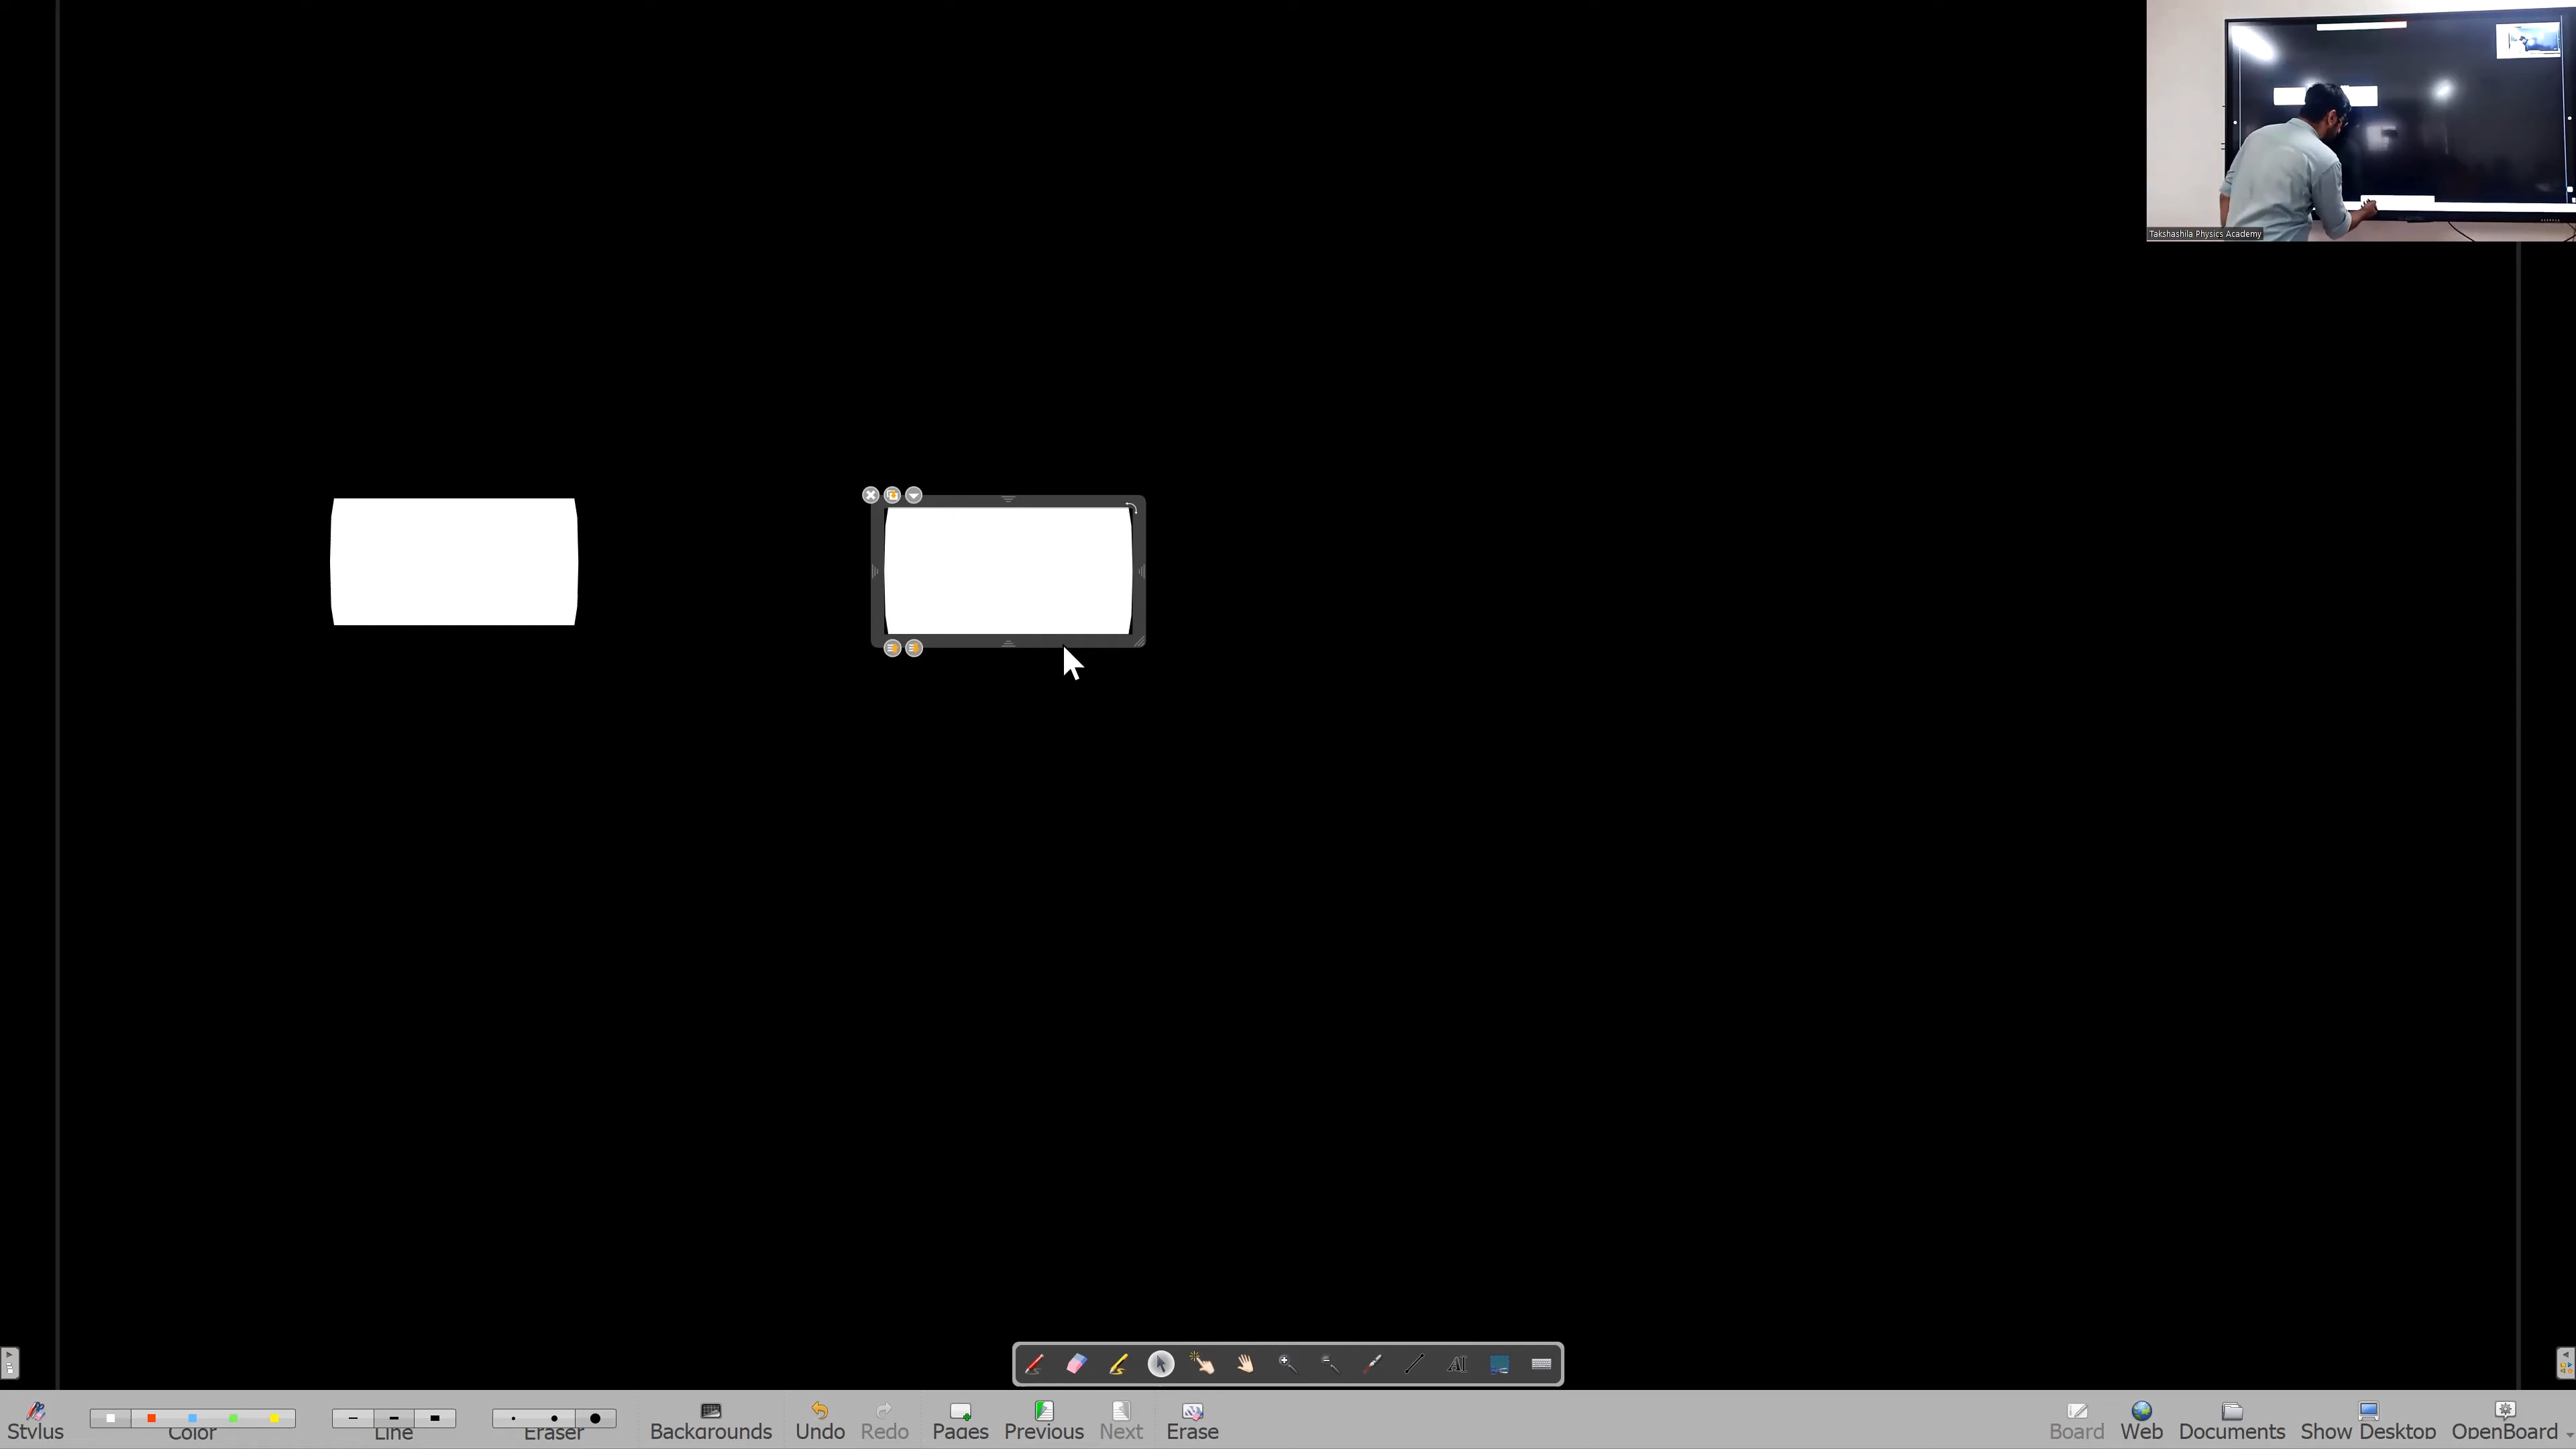 Takshashila Physics Academy
Stylus
Color
Line
Eraser
Backgrounds
Undo
Redo
Pages
Previous
Next
Erase
Board
Web
Documents
Show Desktop
OpenBoard